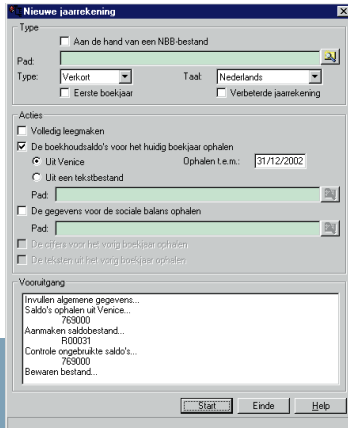 Nieuwe jaarrekening
Type
Aan de hand van een NBB-bestand
Pad:
Type: Verkort Taal: Nederlands
Eerste boekjaar Verbeterde jaarrekening
Acties
Volledig leegmaken
De boekhoudsaldo's voor het huidig boekjaar ophalen
Uit Venice Ophalen t.e.m.: 31/12/2002
Uit een tekstbestand
Pad:
De gegevens voor de sociale balans ophalen
Pad:
De cijfers voor het vorig boekjaar ophalen
De teksten uit het vorig boekjaar ophalen
Vooruitgang
Invullen algemene gegevens...
Saldo's ophalen uit Venice...
769000
Aanmaken saldobestand...
R00031
Controle ongebruikte saldo's...
769000
Bewaren bestand...
Start Einde Help